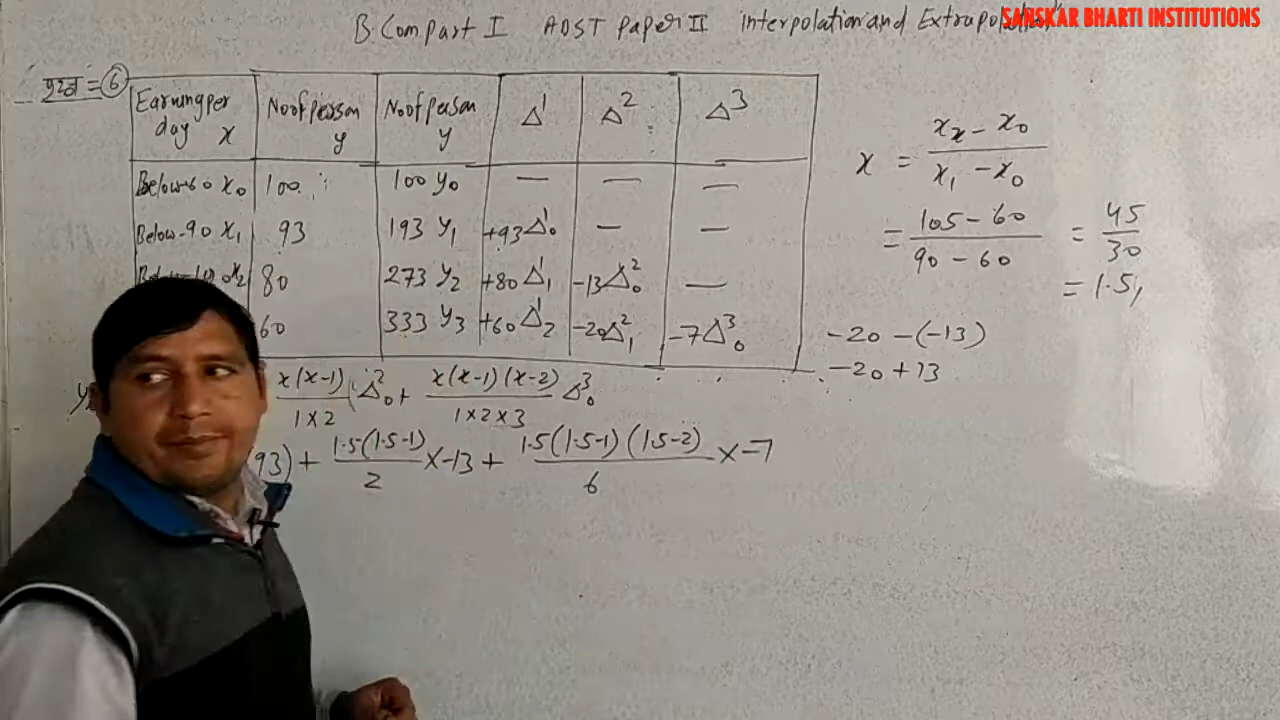 B Com part I AOST Paper II Interpolation and
SANSKAR BHARTI INSTITUTIONS
प्रश्न = 6
Earning per day x | No of person y | No of person y | Δ¹ | Δ² | Δ³
Below-60 x₀ | 100 | 100 y₀ | — | — | —
Below-90 x₁ | 93 | 193 y₁ | +93Δ¹₀ | — | —
x₂ | 80 | 273 y₂ | +80Δ¹₁ | -13Δ²₀ | —
60 | 333 y₃ | +60Δ¹₂ | -20Δ²₁ | -7Δ³₀
x(x-1)/1×2 Δ²₀ + x(x-1)(x-2)/1×2×3 Δ³₀
93) + 1.5(1.5-1)/2 × -13 + 1.5(1.5-1)(1.5-2)/6 × -7
x = xₓ - x₀ / x₁ - x₀
= 105-60 / 90-60 = 45/30
= 1.5,
-20 - (-13)
-20 + 13